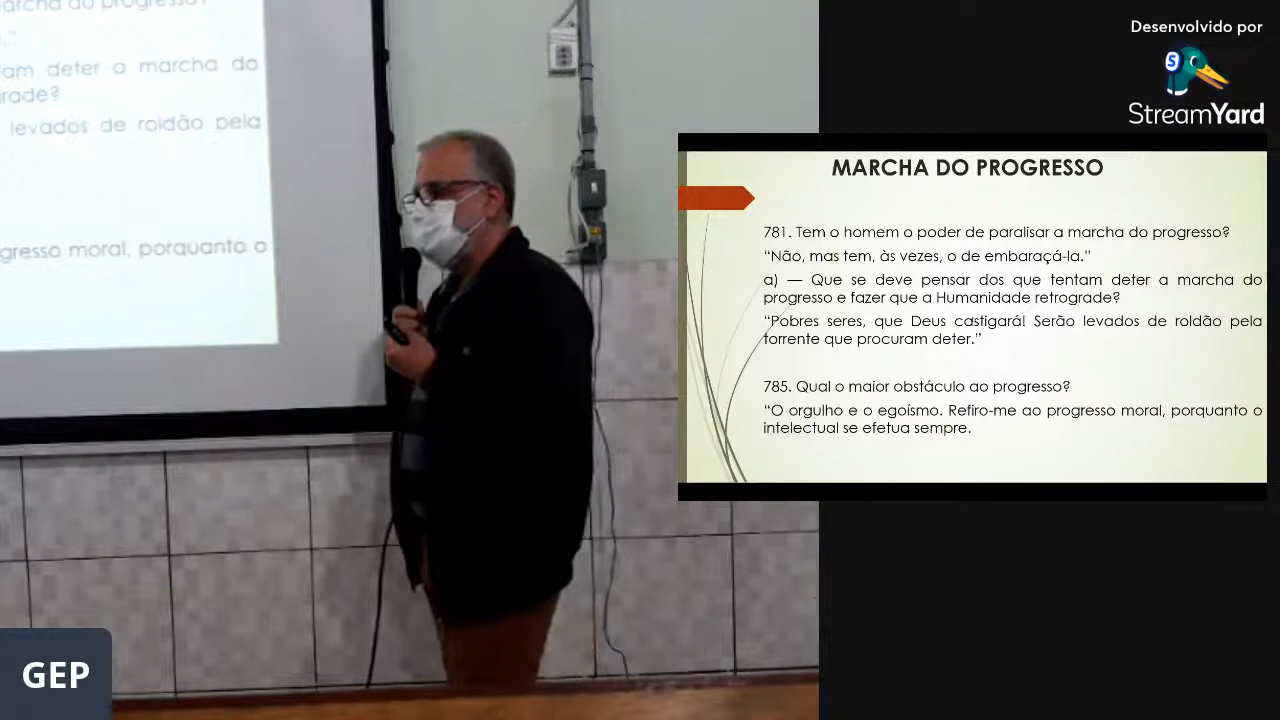 marcha do progresso?
."
ram deter a marcha do
grade?
levados de roldão pela
gresso moral, porquanto o
Desenvolvido por
S
StreamYard
MARCHA DO PROGRESSO
781. Tem o homem o poder de paralisar a marcha do progresso?
“Não, mas tem, às vezes, o de embaraçá-la.”
a) — Que se deve pensar dos que tentam deter a marcha do
progresso e fazer que a Humanidade retrograde?
“Pobres seres, que Deus castigará! Serão levados de roldão pela
torrente que procuram deter.”
785. Qual o maior obstáculo ao progresso?
“O orgulho e o egoísmo. Refiro-me ao progresso moral, porquanto o
intelectual se efetua sempre.
GEP